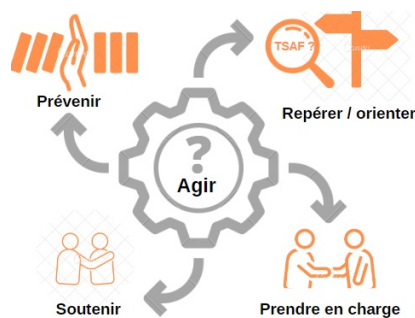 TSAF ?
Prévenir
Repérer / orienter
?
Agir
Soutenir
Prendre en charge